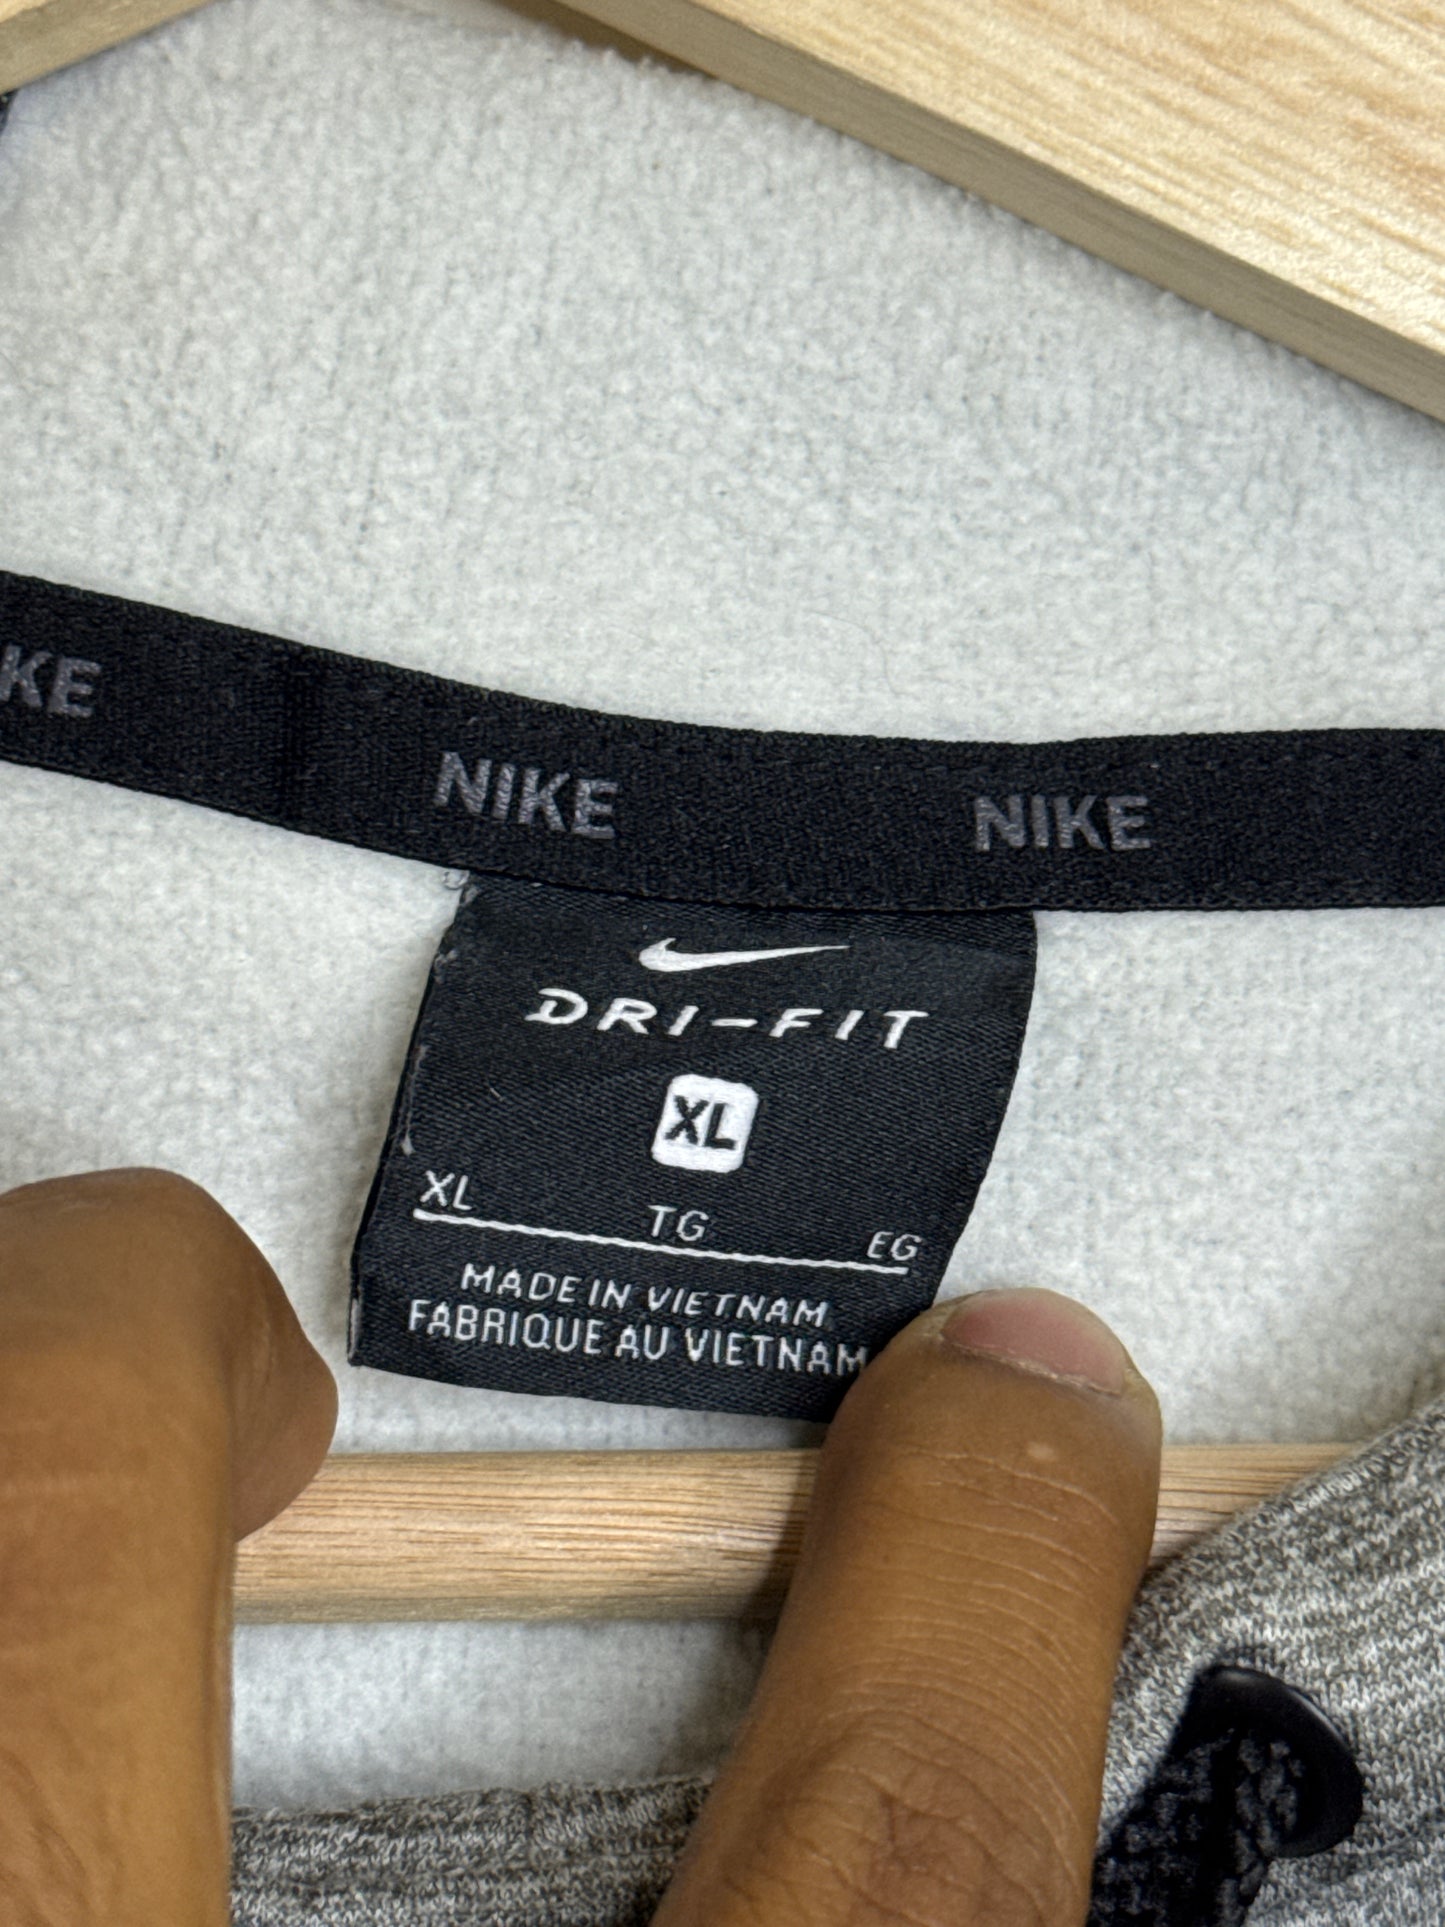 KE NIKE NIKE
DRI-FIT
XL
XL TG EG
MADE IN VIETNAM
FABRIQUE AU VIETNAM